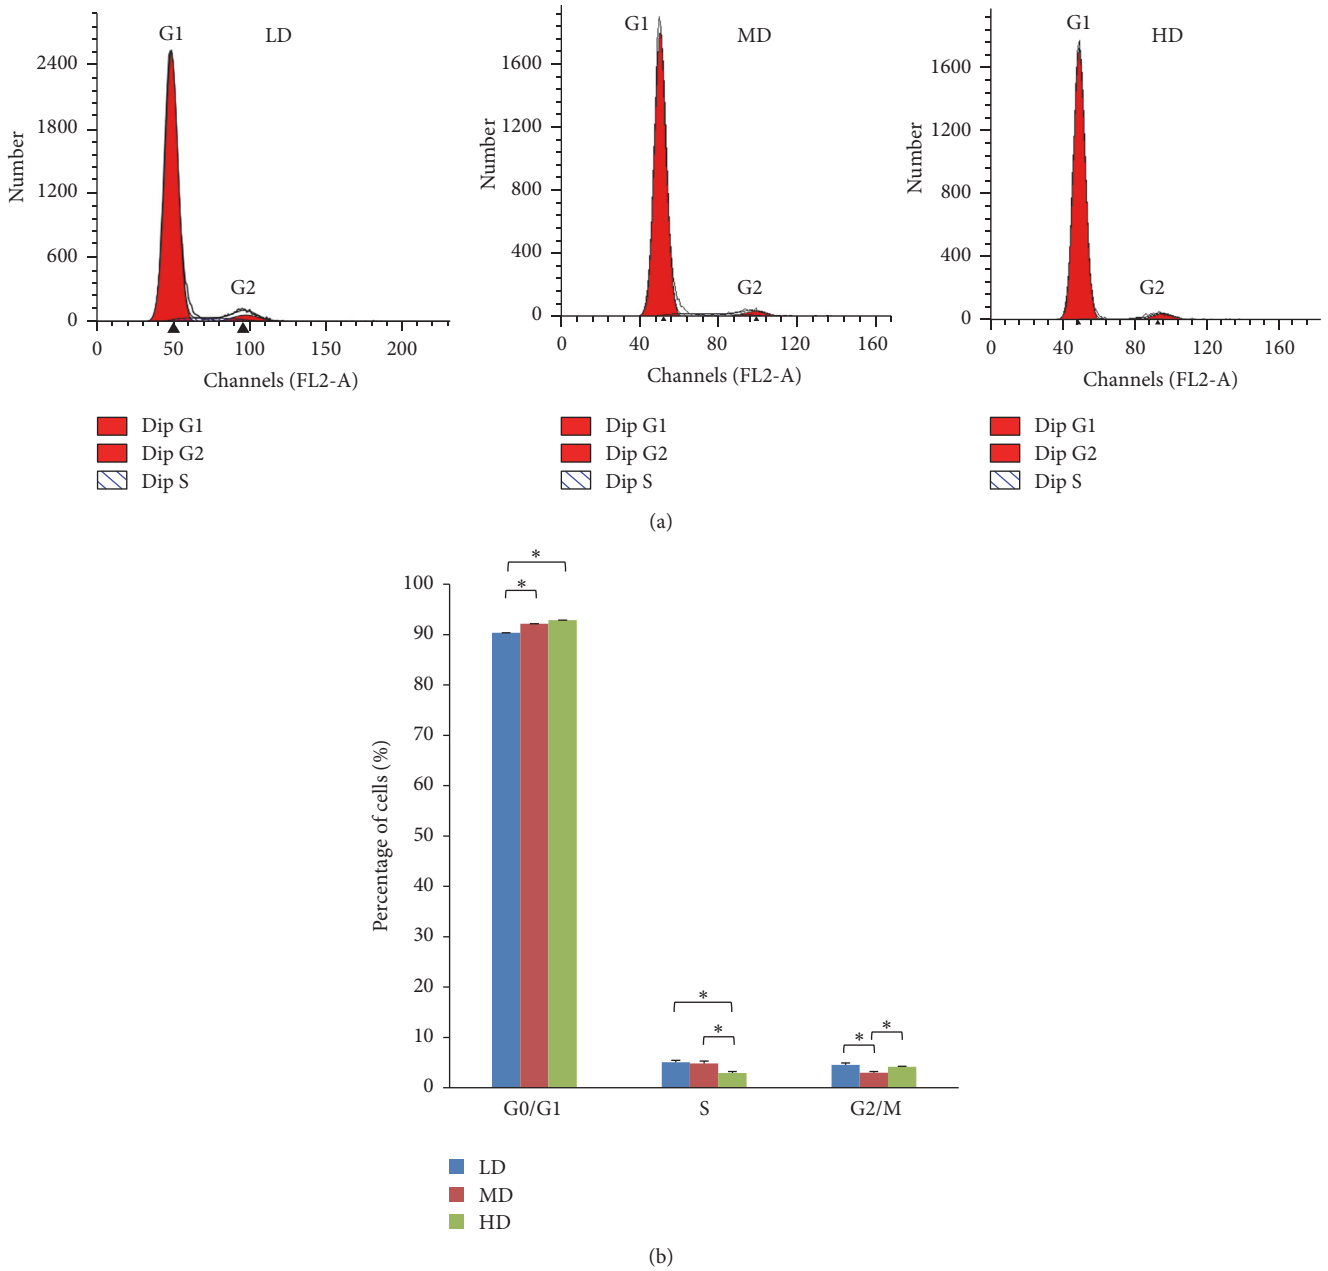 G1 LD
2400
1800
1200
600
0
Number
G2
0 50 100 150 200
Channels (FL2-A)
Dip G1
Dip G2
Dip S
G1 MD
1600
1200
800
400
0
Number
G2
0 40 80 120 160
Channels (FL2-A)
Dip G1
Dip G2
Dip S
G1 HD
1600
1200
800
400
0
Number
G2
0 40 80 120 160
Channels (FL2-A)
Dip G1
Dip G2
Dip S
(a)
100
90
80
70
60
50
40
30
20
10
0
Percentage of cells (%)
*
*
*
*
*
*
G0/G1 S G2/M
LD
MD
HD
(b)